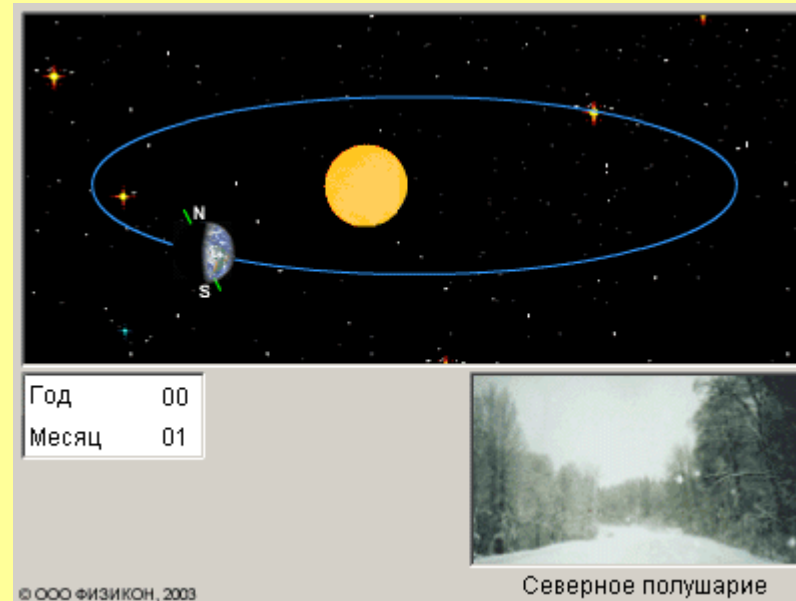 N
S
Год 00
Месяц 01
Северное полушарие
© ООО ФИЗИКОН, 2003